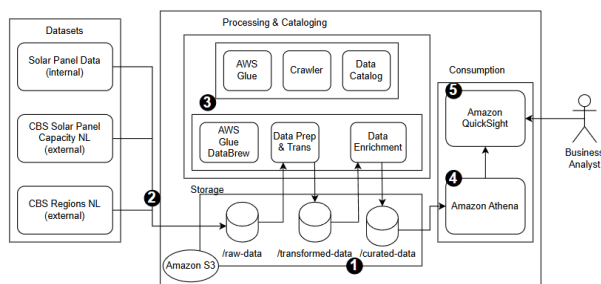 Datasets
Solar Panel Data
(internal)
CBS Solar Panel
Capacity NL
(external)
CBS Regions NL
(external)
2
Processing & Cataloging
AWS
Glue
Crawler
Data
Catalog
3
AWS
Glue
DataBrew
Data Prep
& Trans
Data
Enrichment
Storage
/raw-data
/transformed-data
/curated-data
Amazon S3
1
Consumption
5
Amazon
QuickSight
4
Amazon Athena
Business
Analyst